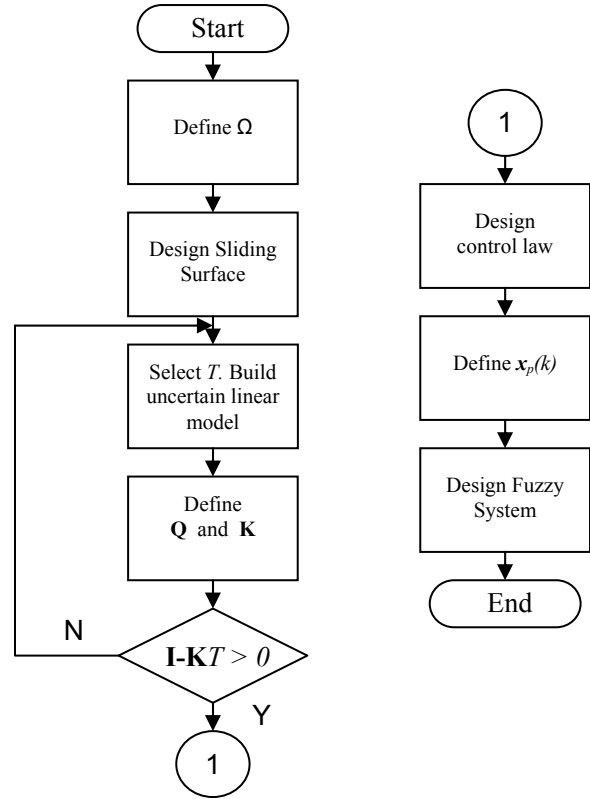 Start
Define Ω
Design Sliding
Surface
Select T. Build
uncertain linear
model
Define
Q and K
N
I-KT > 0
Y
1
1
Design
control law
Define xp(k)
Design Fuzzy
System
End